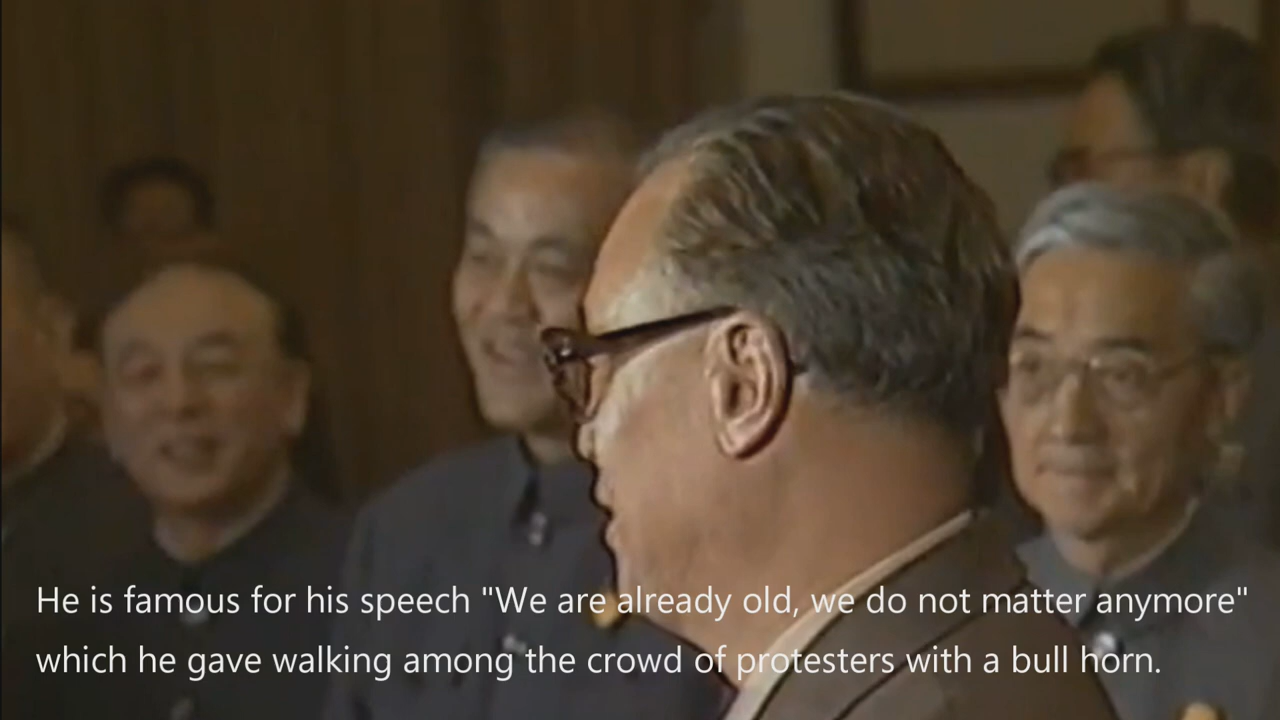 He is famous for his speech "We are already old, we do not matter anymore"
which he gave walking among the crowd of protesters with a bull horn.